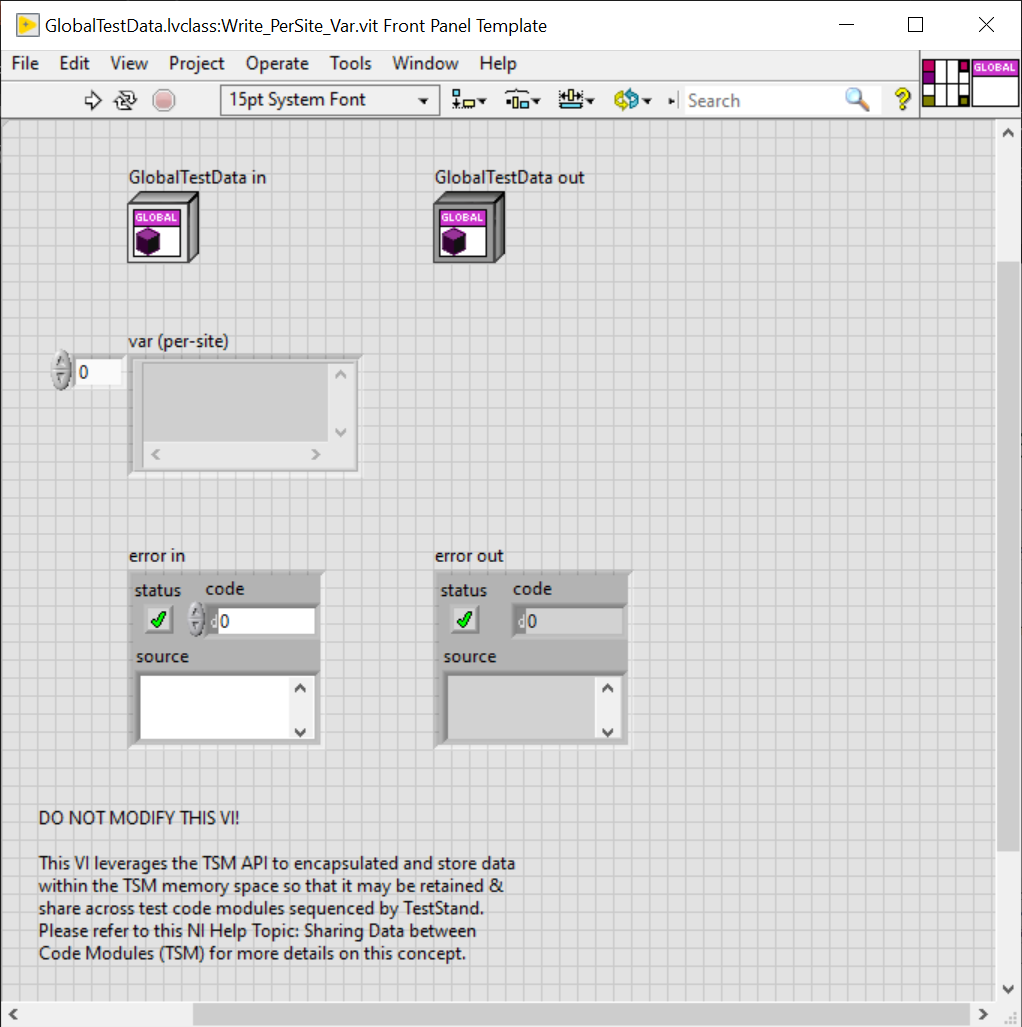 GlobalTestData.lvclass:Write_PerSite_Var.vit Front Panel Template
File Edit View Project Operate Tools Window Help
15pt System Font
Search
?
GLOBAL
GlobalTestData in
GlobalTestData out
GLOBAL
GLOBAL
var (per-site)
0
error in
error out
status code
status code
d 0
d 0
source
source
DO NOT MODIFY THIS VI!
This VI leverages the TSM API to encapsulated and store data
within the TSM memory space so that it may be retained &
share across test code modules sequenced by TestStand.
Please refer to this NI Help Topic: Sharing Data between
Code Modules (TSM) for more details on this concept.